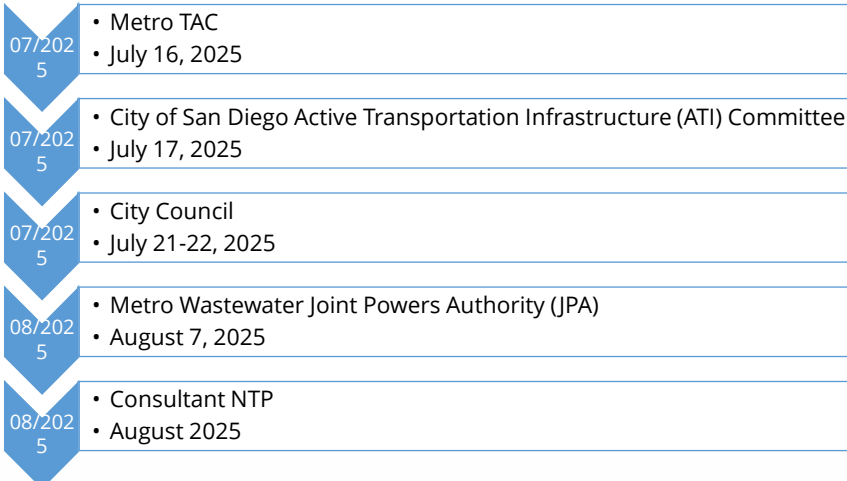 07/202
5
• Metro TAC
• July 16, 2025
07/202
5
• City of San Diego Active Transportation Infrastructure (ATI) Committee
• July 17, 2025
07/202
5
• City Council
• July 21-22, 2025
08/202
5
• Metro Wastewater Joint Powers Authority (JPA)
• August 7, 2025
08/202
5
• Consultant NTP
• August 2025